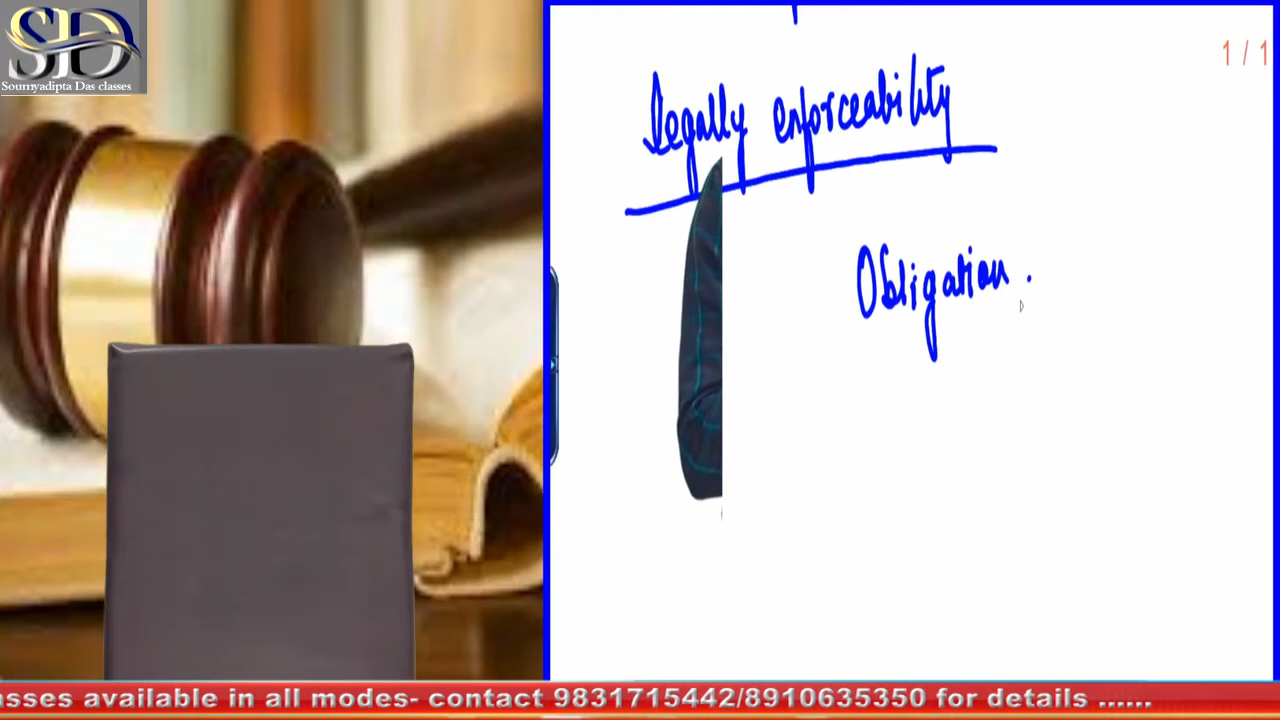 SD
Soumyadipta Das classes
1 / 1
Legally enforceability
Obligation.
asses available in all modes- contact 9831715442/8910635350 for details ......